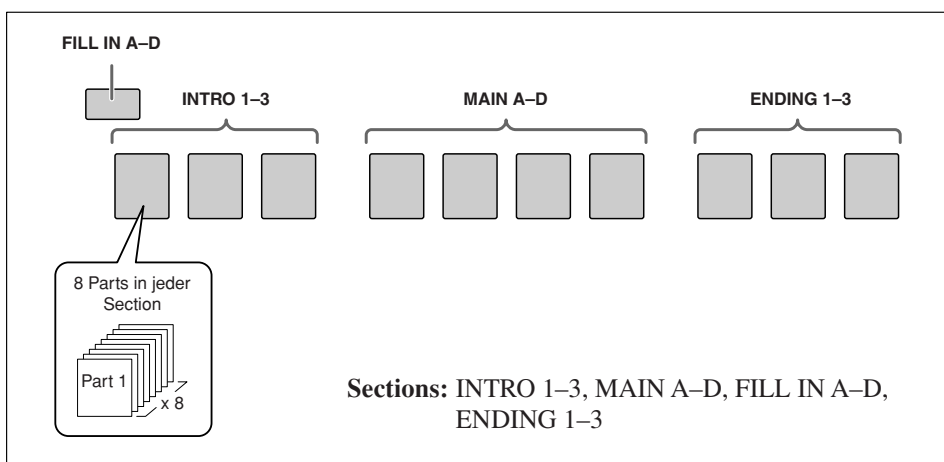 FILL IN A–D
INTRO 1–3
MAIN A–D
ENDING 1–3
8 Parts in jeder
Section
Part 1
x 8
Sections: INTRO 1–3, MAIN A–D, FILL IN A–D,
ENDING 1–3